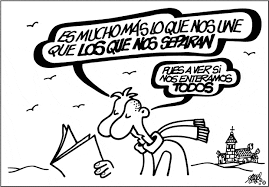 ES MUCHO MÁS LO QUE NOS UNE
QUE LOS QUE NOS SEPARAN
PUES A VER SI
NOS ENTERAMOS
TODOS